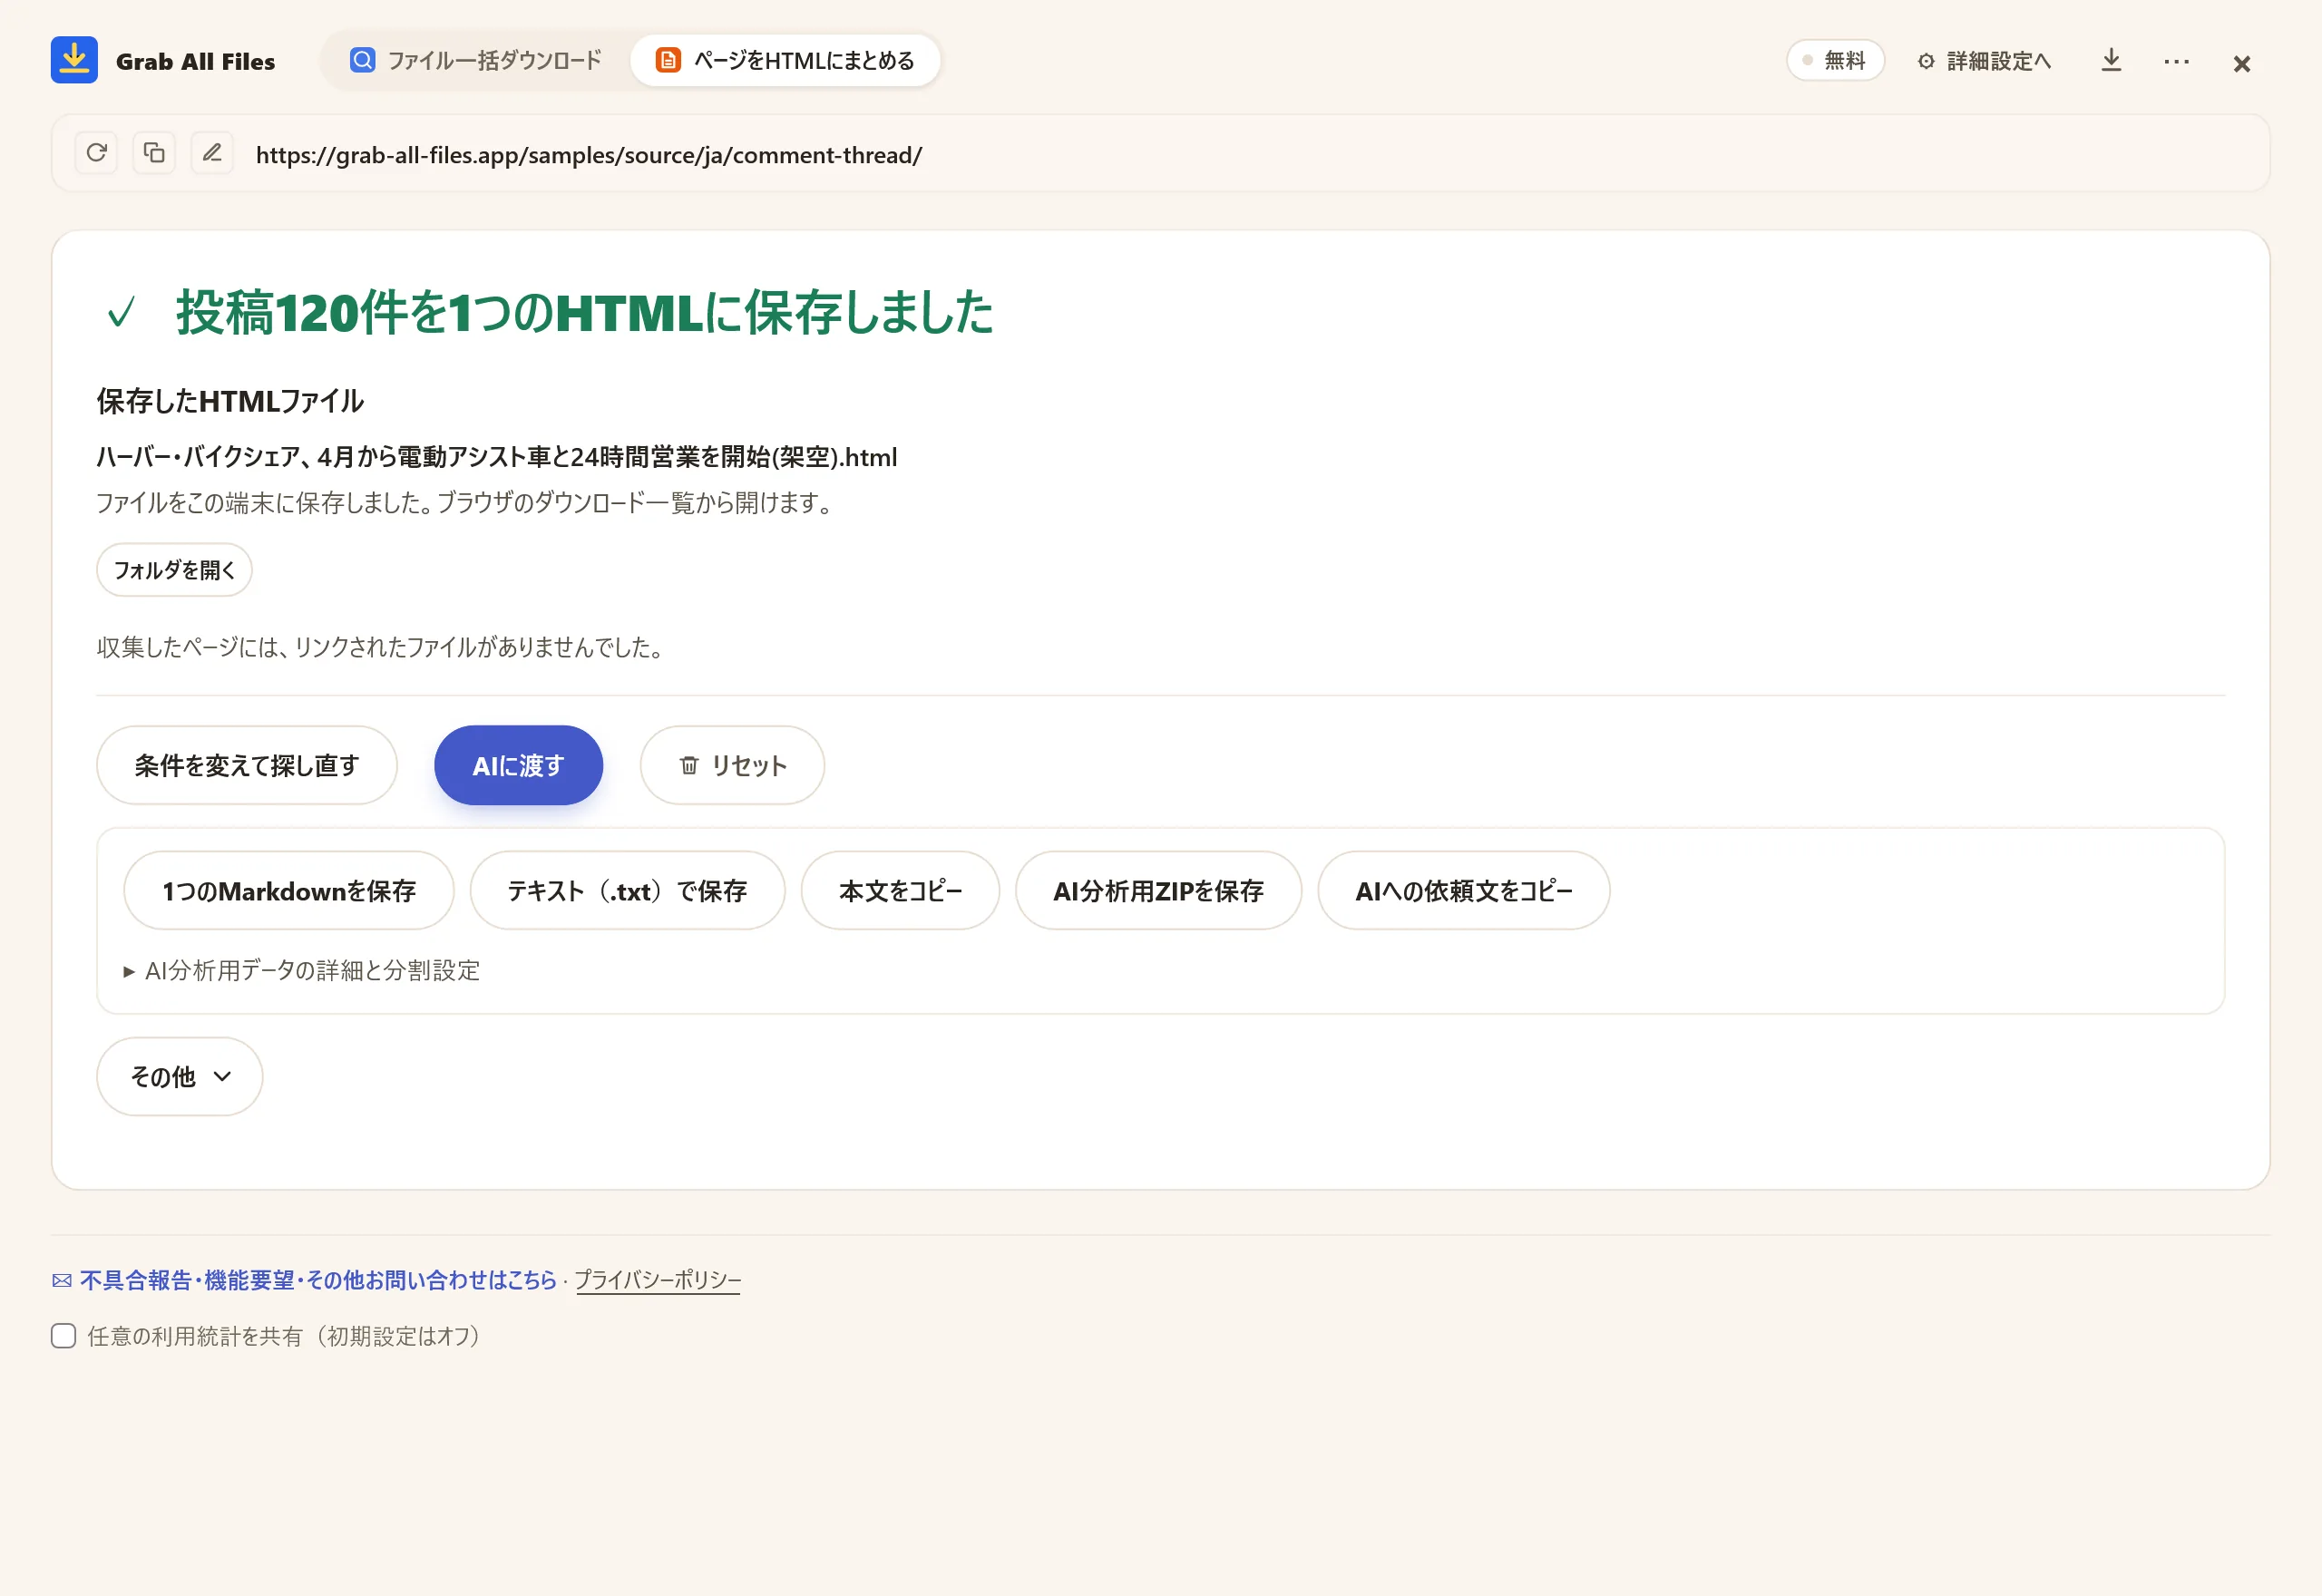 Grab All Files
ファイル一括ダウンロード
ページをHTMLにまとめる
無料
詳細設定へ
https://grab-all-files.app/samples/source/ja/comment-thread/
✓ 投稿120件を1つのHTMLに保存しました
保存したHTMLファイル
ハーバー・バイクシェア、4月から電動アシスト車と24時間営業を開始(架空).html
ファイルをこの端末に保存しました。ブラウザのダウンロード一覧から開けます。
フォルダを開く
収集したページには、リンクされたファイルがありませんでした。
条件を変えて探し直す
AIに渡す
リセット
1つのMarkdownを保存
テキスト（.txt）で保存
本文をコピー
AI分析用ZIPを保存
AIへの依頼文をコピー
▶ AI分析用データの詳細と分割設定
その他
不具合報告・機能要望・その他お問い合わせはこちら · プライバシーポリシー
任意の利用統計を共有（初期設定はオフ）